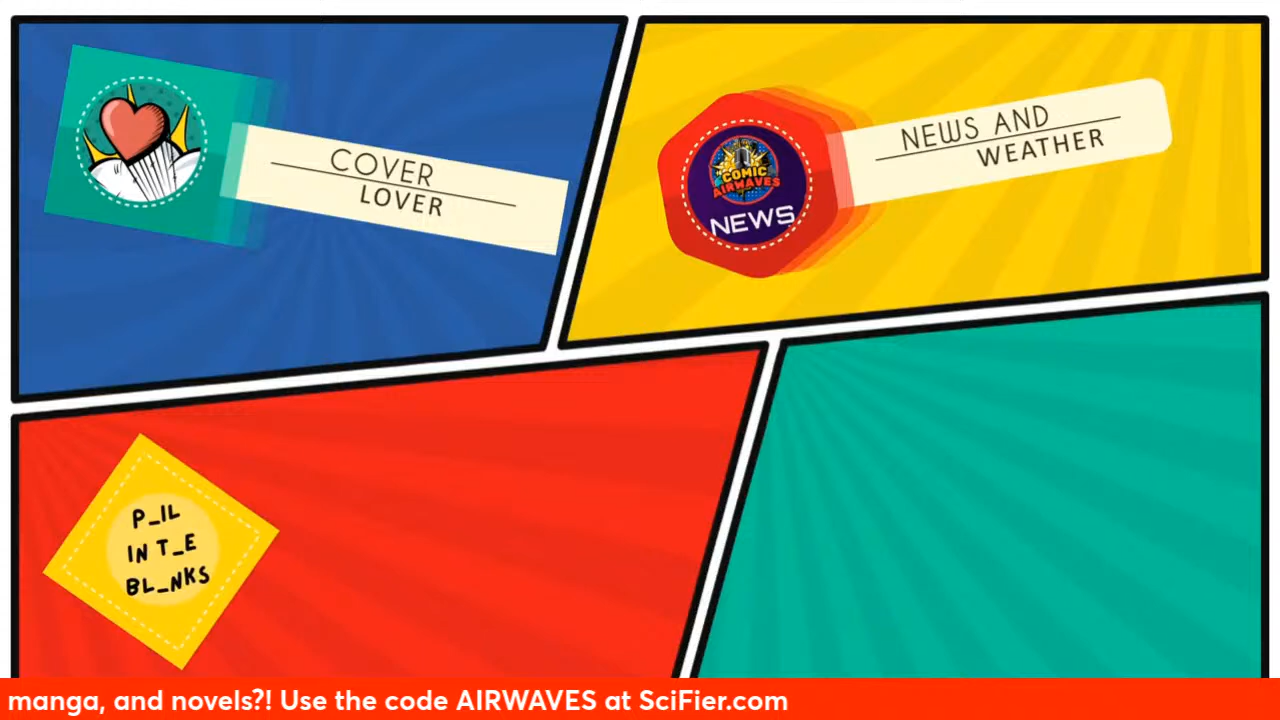 COVER
LOVER
COMIC
AIRWAVES
NEWS
NEWS AND
WEATHER
P_IL
IN T_E
BL_NKS
manga, and novels?! Use the code AIRWAVES at SciFier.com